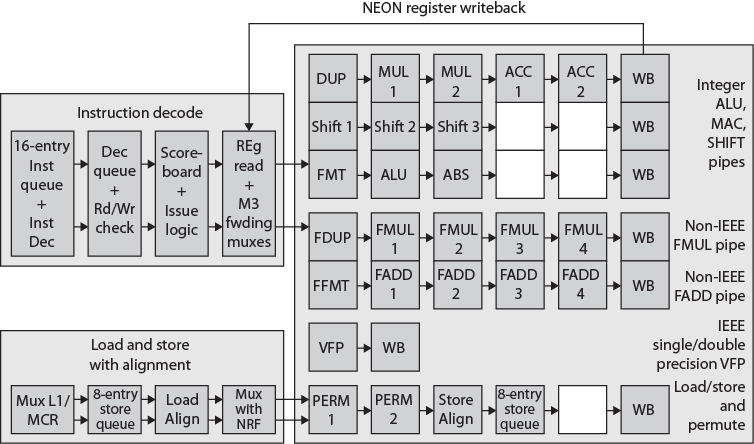 NEON register writeback
Instruction decode
16-entry
Inst
queue
+
Inst
Dec
Dec
queue
+
Rd/Wr
check
Score-
board
+
Issue
logic
REg
read
+
M3
fwding
muxes
DUP
MUL
1
MUL
2
ACC
1
ACC
2
WB
Shift 1
Shift 2
Shift 3
WB
FMT
ALU
ABS
WB
Integer
ALU,
MAC,
SHIFT
pipes
FDUP
FMUL
1
FMUL
2
FMUL
3
FMUL
4
WB
Non-IEEE
FMUL pipe
FFMT
FADD
1
FADD
2
FADD
3
FADD
4
WB
Non-IEEE
FADD pipe
VFP
WB
IEEE
single/double
precision VFP
Load and store
with alignment
Mux L1/
MCR
8-entry
store
queue
Load
Align
Mux
with
NRF
PERM
1
PERM
2
Store
Align
8-entry
store
queue
WB
Load/store
and
permute